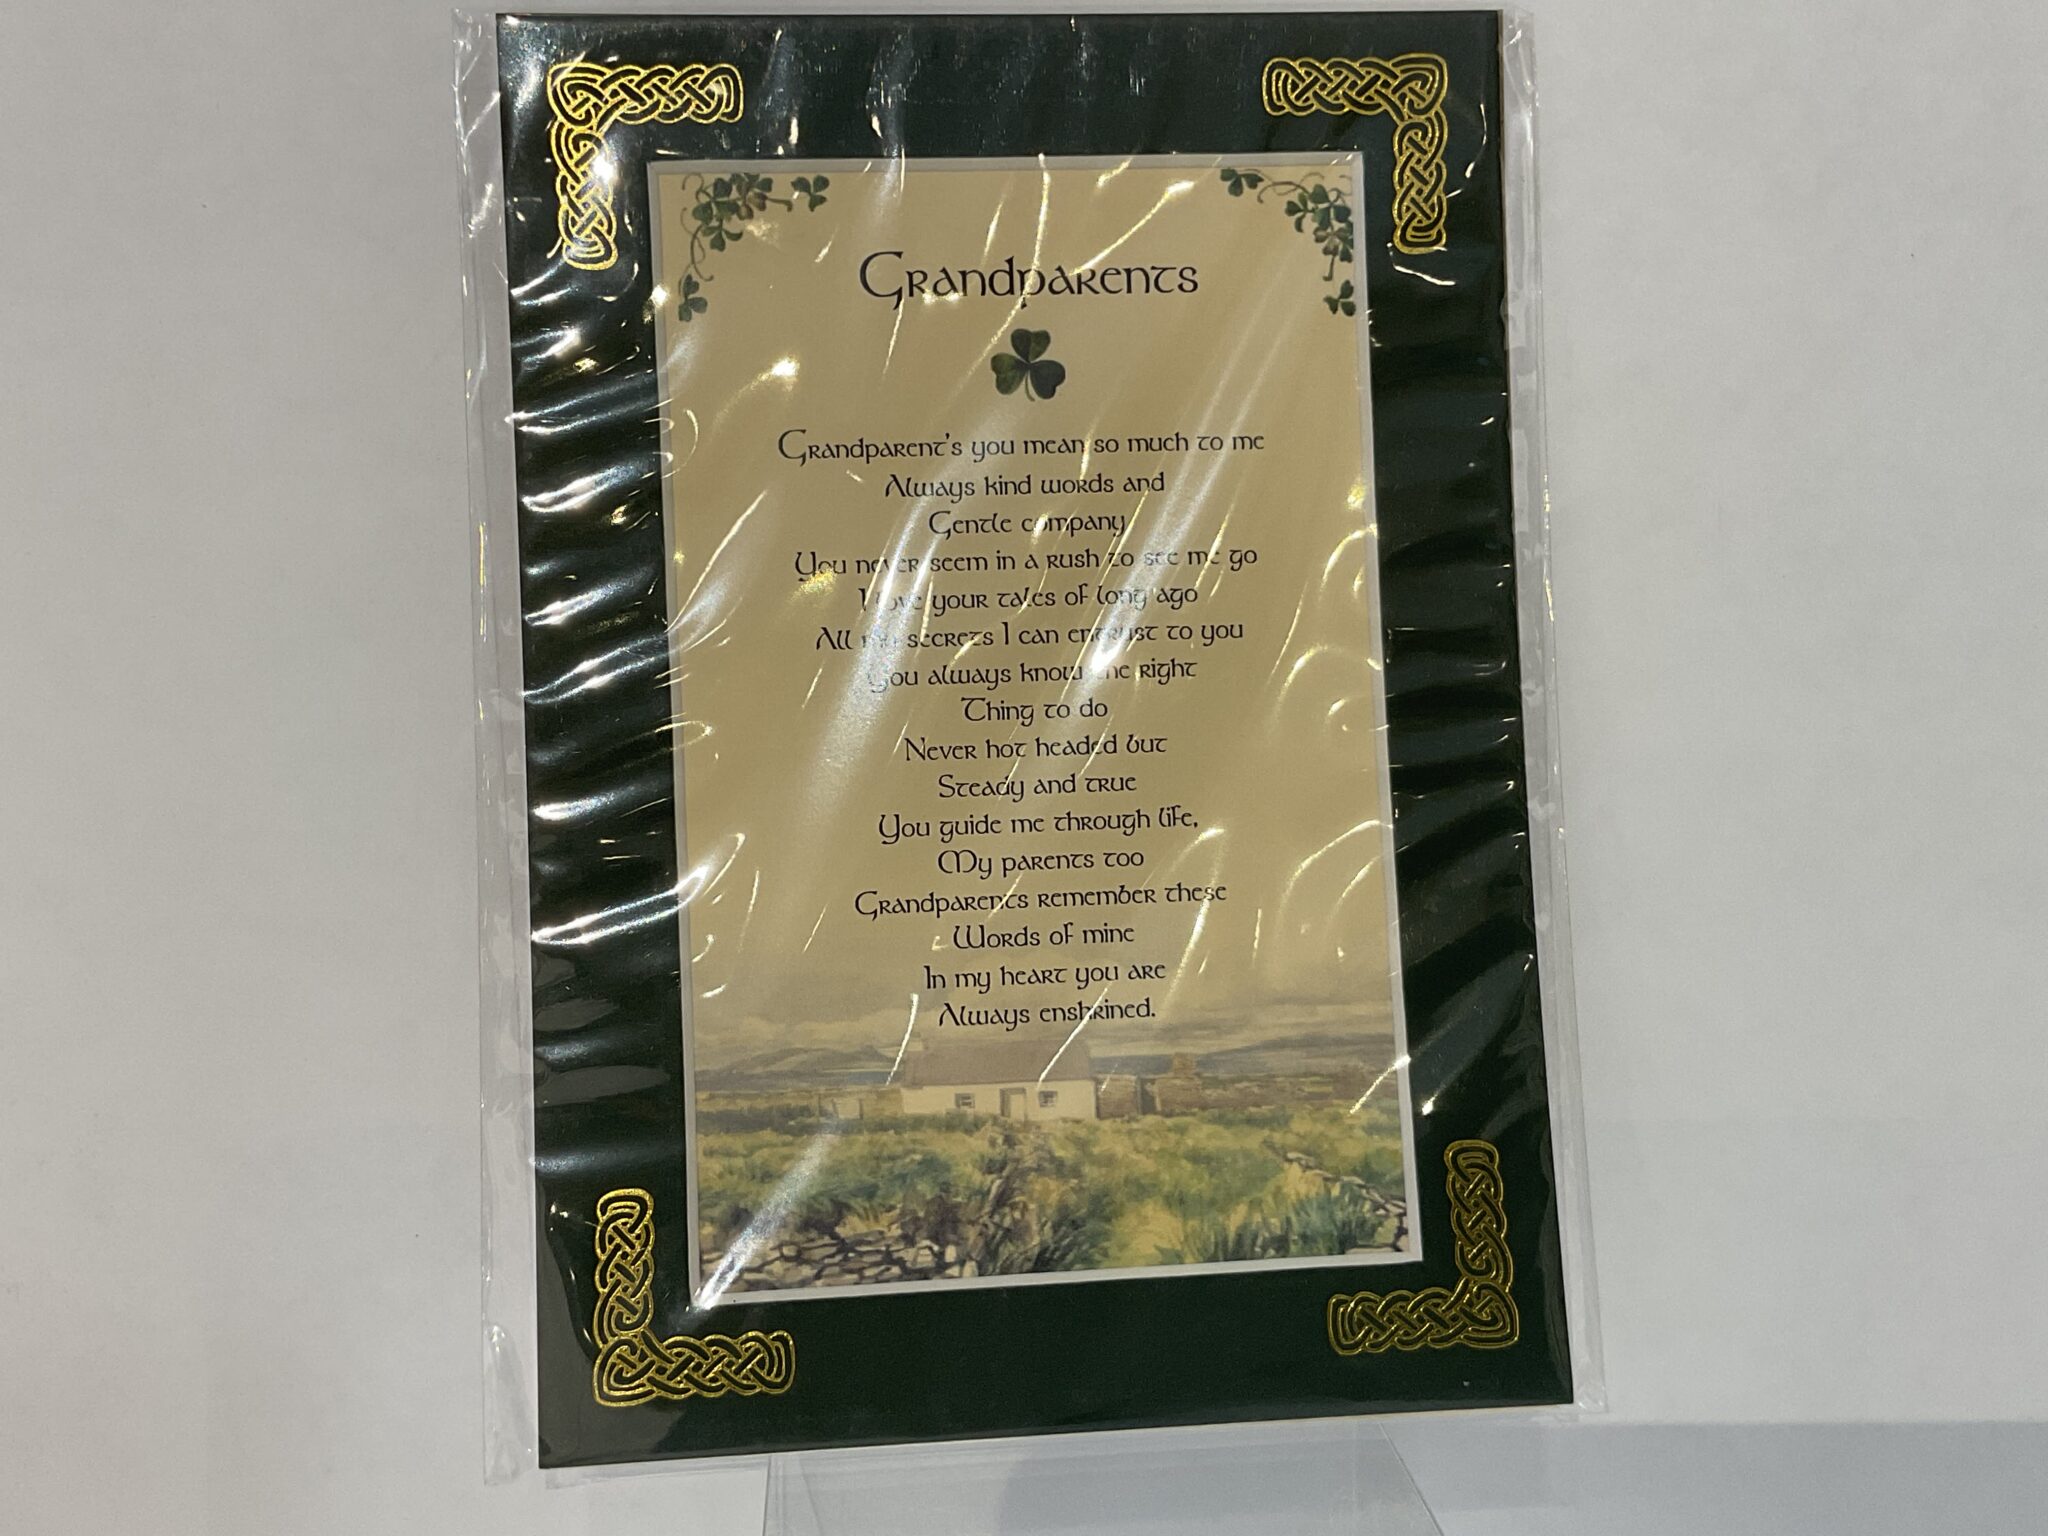 Grandparents
Grandparent's you mean so much to me
Always kind words and
Gentle company
You never seem in a rush to see me go
I love your tales of long ago
All my secrets I can entrust to you
You always know the right
Thing to do
Never hot headed but
Steady and true
You guide me through life,
My parents too
Grandparents remember these
Words of mine
In my heart you are
Always enshrined.